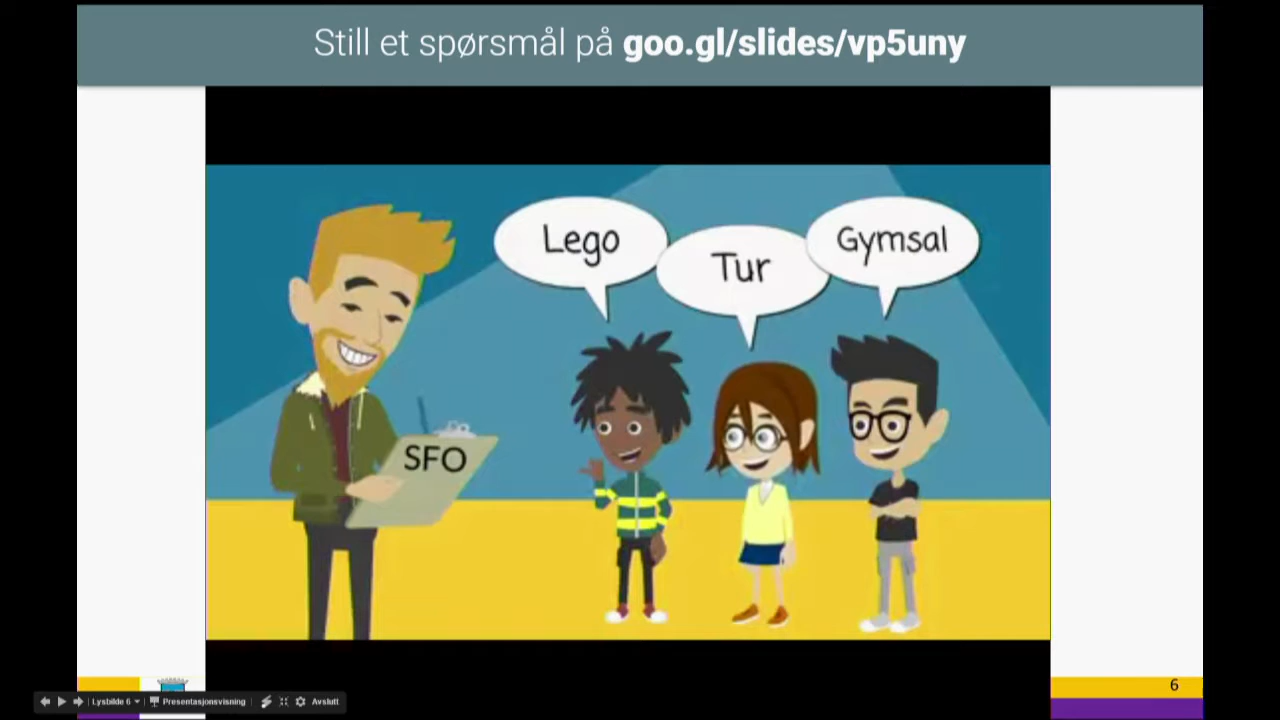 Still et spørsmål på goo.gl/slides/vp5uny
Lego
Tur
Gymsal
SFO
6
Lysbilde 6
Presentasjonsvisning
Avslutt